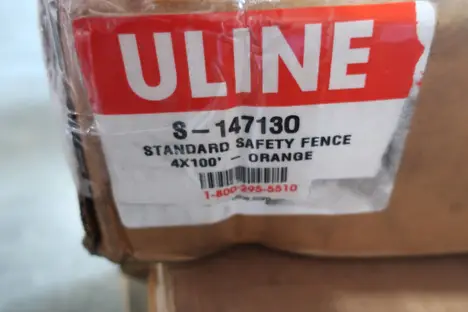 ULINE
S-147130
STANDARD SAFETY FENCE
4X100' - ORANGE
1-800-295-5510